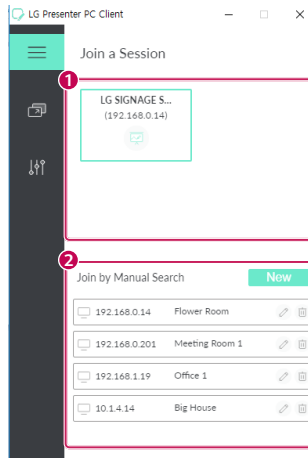 LG Presenter PC Client
Join a Session
1
LG SIGNAGE S...
(192.168.0.14)
2
Join by Manual Search
New
192.168.0.14 Flower Room
192.168.0.201 Meeting Room 1
192.168.1.19 Office 1
10.1.4.14 Big House